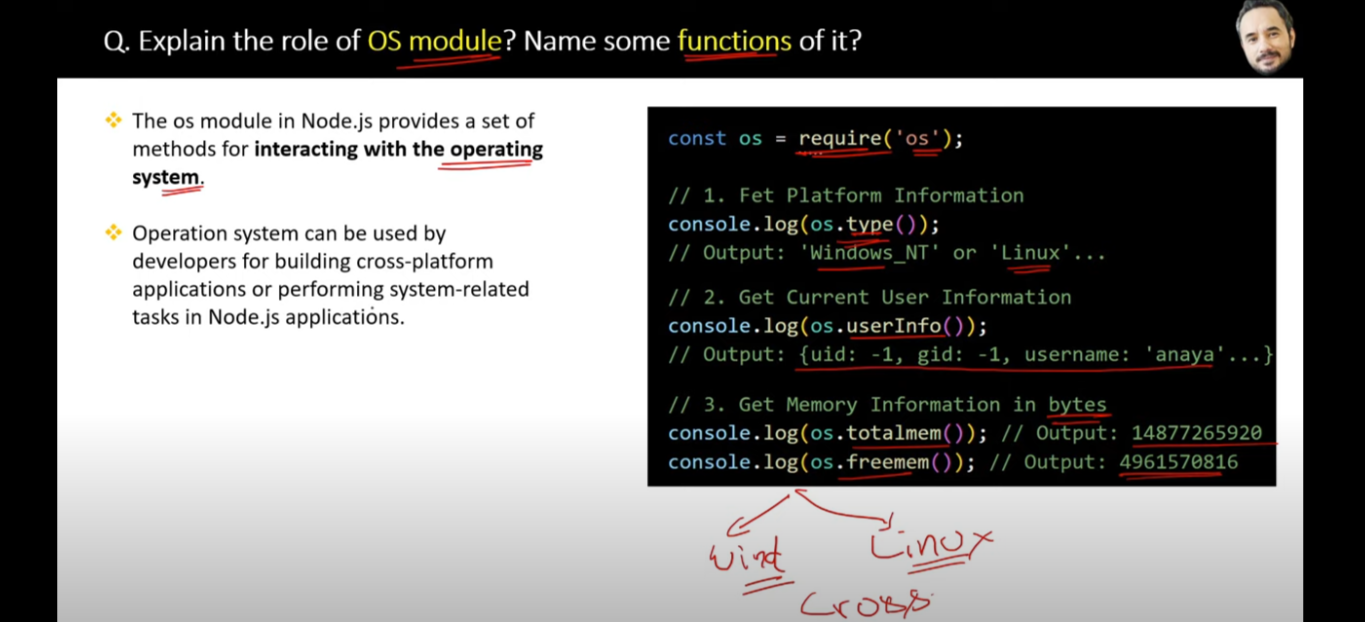 Q. Explain the role of OS module? Name some functions of it?
❖ The os module in Node.js provides a set of
methods for interacting with the operating
system.
❖ Operation system can be used by
developers for building cross-platform
applications or performing system-related
tasks in Node.js applications.
const os = require('os');
// 1. Fet Platform Information
console.log(os.type());
// Output: 'Windows_NT' or 'Linux'...
// 2. Get Current User Information
console.log(os.userInfo());
// Output: {uid: -1, gid: -1, username: 'anaya'...}
// 3. Get Memory Information in bytes
console.log(os.totalmem()); // Output: 14877265920
console.log(os.freemem()); // Output: 4961570816
Wind Linux
Cross